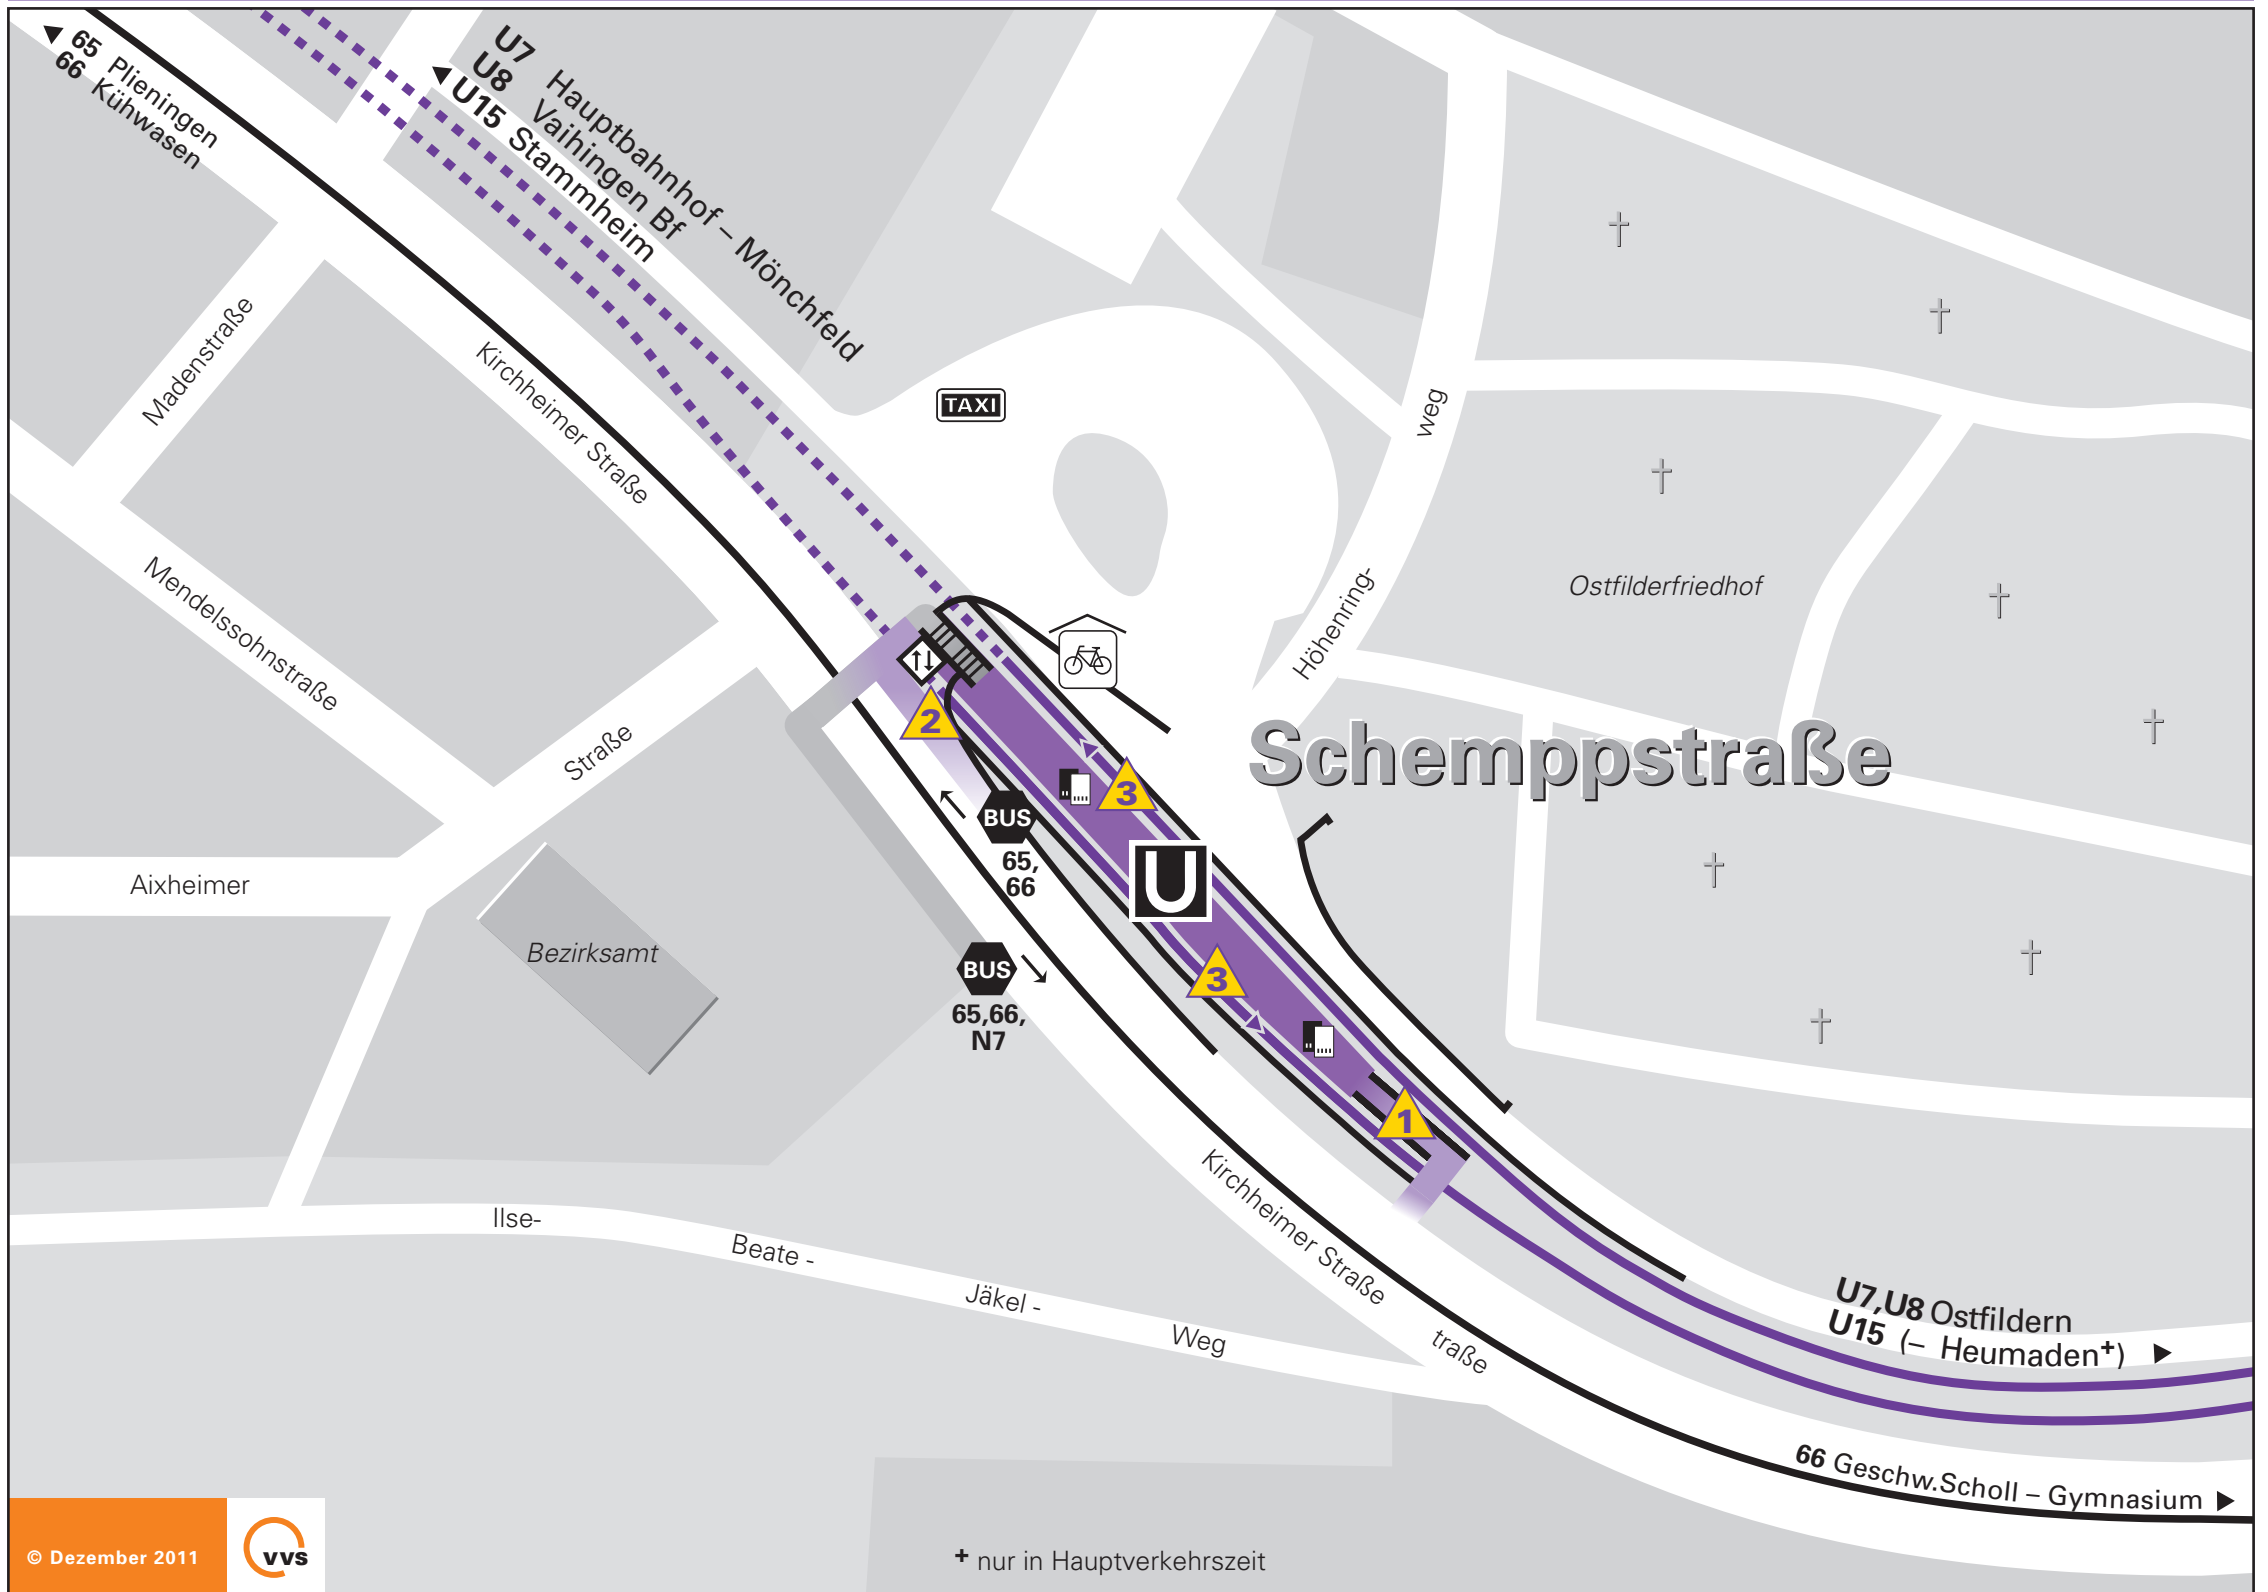 65 Plieningen
66 Kühwasen
U7 Hauptbahnhof – Mönchfeld
U8 Vaihingen Bf
U15 Stammheim
Madenstraße
Kirchheimer Straße
TAXI
weg
Höhenring-
Ostfilderfriedhof
Mendelssohnstraße
Straße
Schemppstraße
2
3
BUS
65,
66
U
Aixheimer
Bezirksamt
BUS
65,66,
N7
3
1
Kirchheimer Straße
traße
Ilse-
Beate -
Jäkel -
Weg
U7,U8 Ostfildern
U15 (– Heumaden+)
66 Geschw.Scholl – Gymnasium
© Dezember 2011
vvs
+ nur in Hauptverkehrszeit